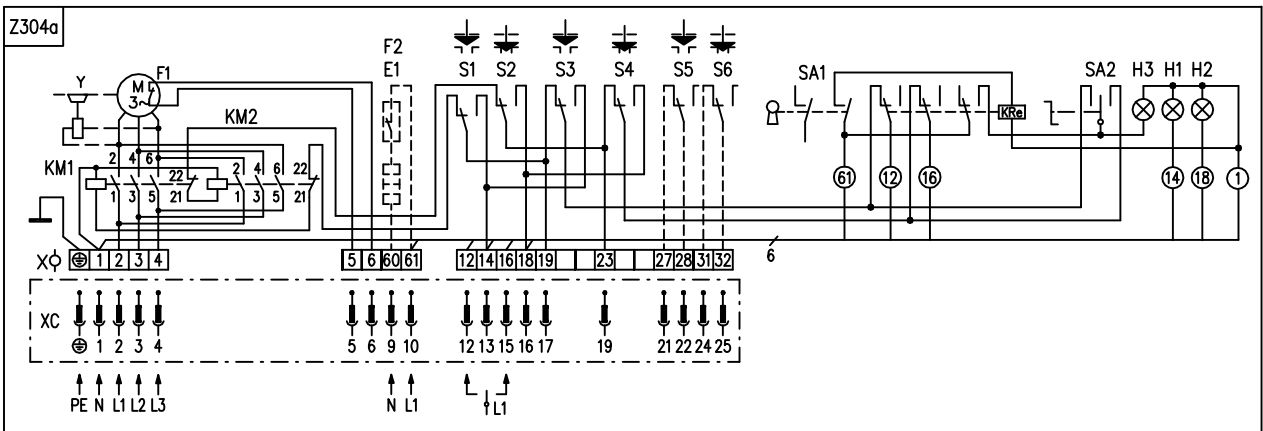 Z304a
F2
E1
S1 S2 S3 S4 S5 S6
SA1 SA2 H3 H1 H2
Y
M
3~
F1
KM2
KRe
KM1
2 4 6
22
21
1 3 5
2 4 6
22
21
1 3 5
61 12 16 14 18 1
6
X
1 2 3 4 5 6 60 61 12 14 16 18 19 23 27 28 31 32
XC
1 2 3 4 5 6 9 10 12 13 15 16 17 19 21 22 24 25
PE N L1 L2 L3 N L1 L1